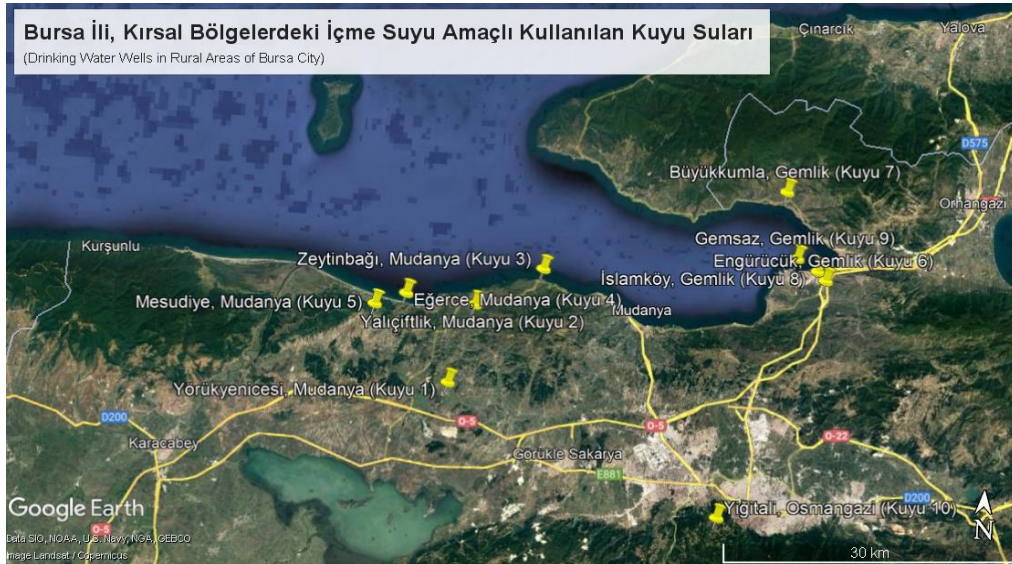 Bursa İli, Kırsal Bölgelerdeki İçme Suyu Amaçlı Kullanılan Kuyu Suları
(Drinking Water Wells in Rural Areas of Bursa City)
Çınarcık
Yalova
D575
Büyükkumla, Gemlik (Kuyu 7)
Orhangazi
Kurşunlu
Gemsaz, Gemlik (Kuyu 9)
Zeytinbağı, Mudanya (Kuyu 3)
Engürücük, Gemlik (Kuyu 6)
İslamköy, Gemlik (Kuyu 8)
Mesudiye, Mudanya (Kuyu 5)
Eğerce, Mudanya (Kuyu 4)
Mudanya
Yalıçiftlik, Mudanya (Kuyu 2)
Yörükyenicesi, Mudanya (Kuyu 1)
D200
O-5
O-5
O-22
Karacabey
Görükle Sakarya
E881
D200
Google Earth
Yiğitali, Osmangazi (Kuyu 10)
O-5
N
Data SIO, NOAA, U.S. Navy, NGA, GEBCO
Image Landsat / Copernicus
30 km